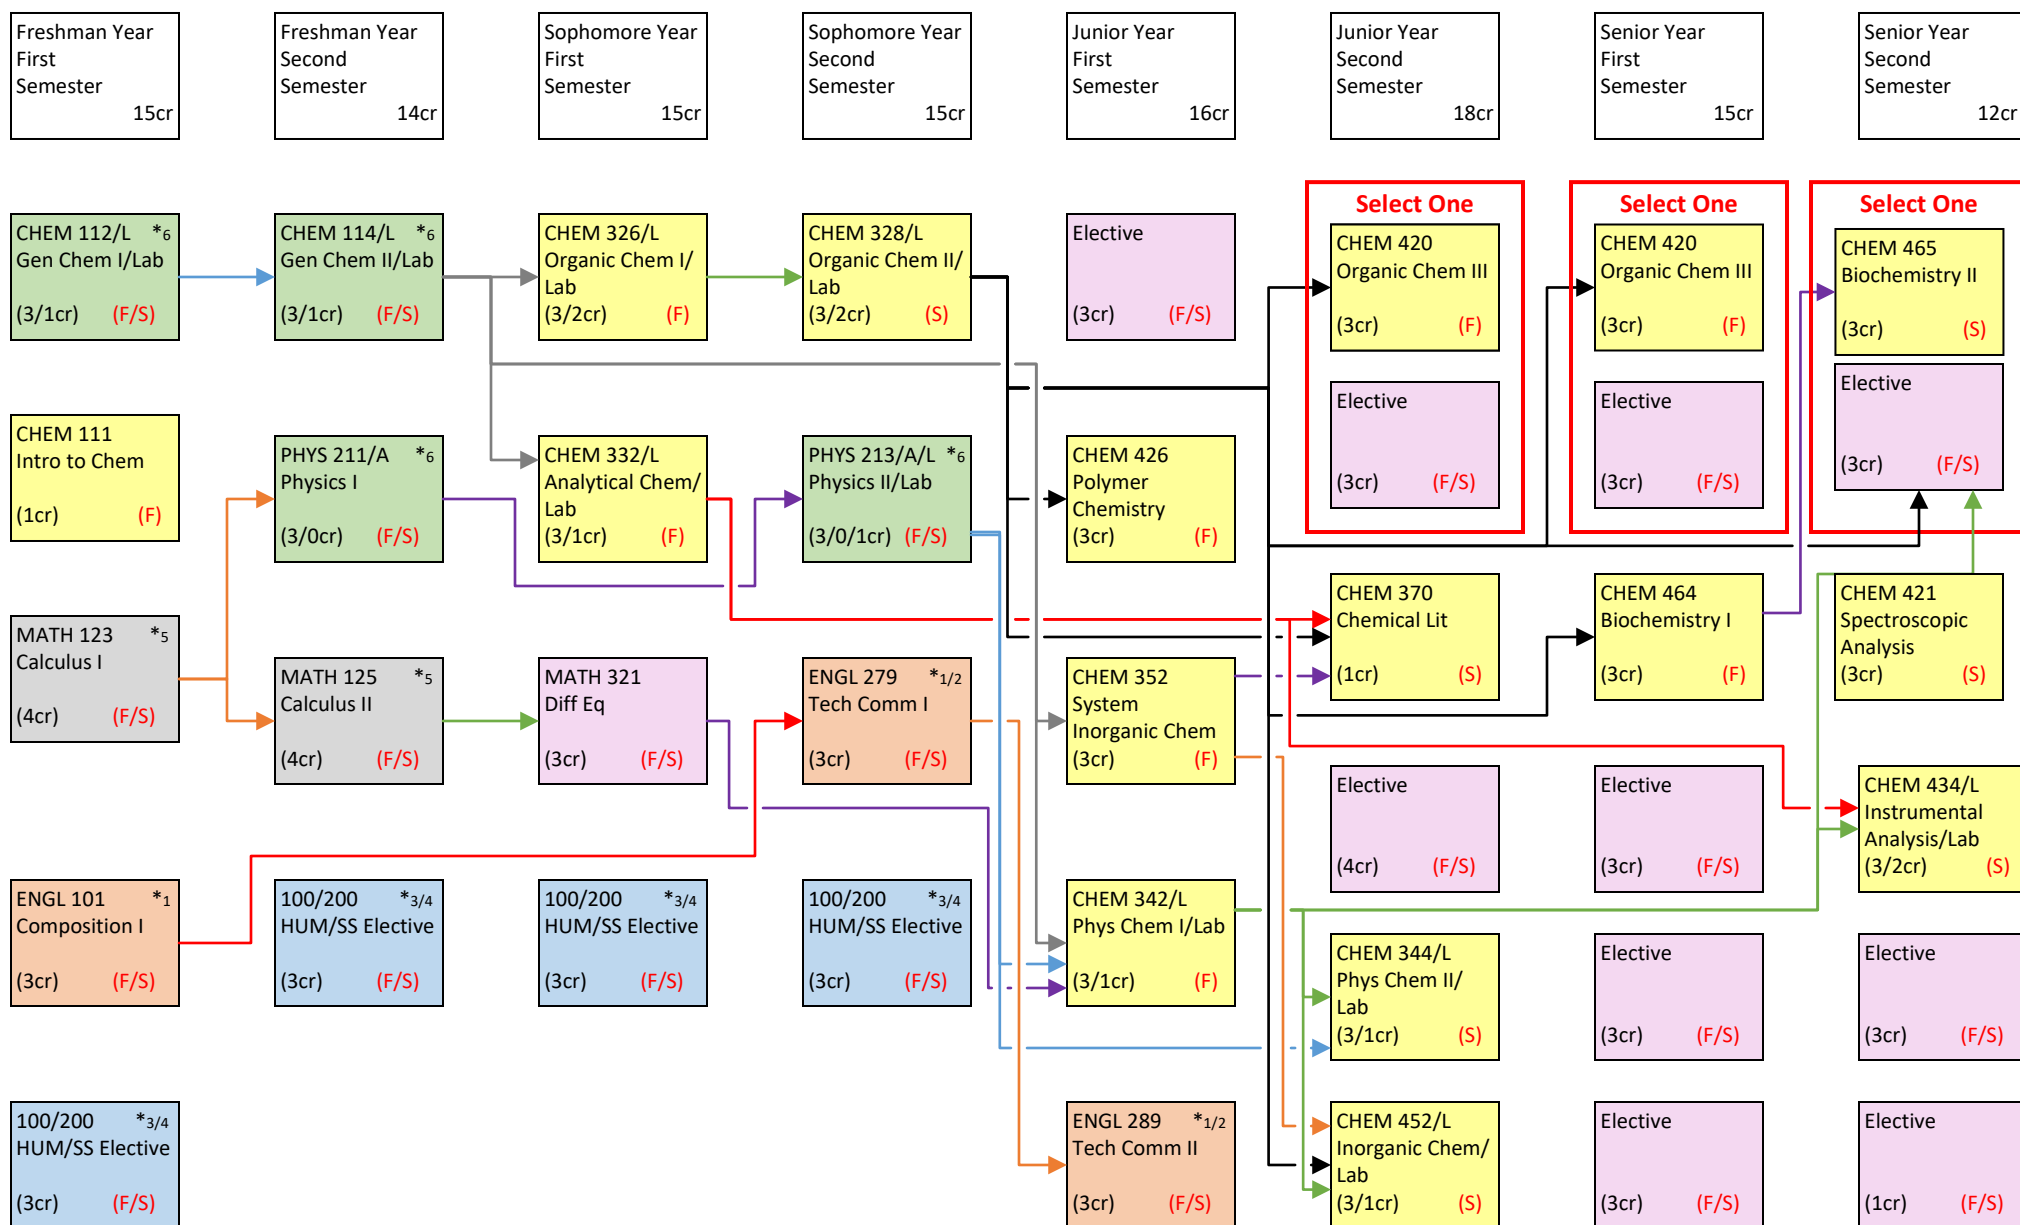 Freshman Year
First
Semester
15cr
Freshman Year
Second
Semester
14cr
Sophomore Year
First
Semester
15cr
Sophomore Year
Second
Semester
15cr
Junior Year
First
Semester
16cr
Junior Year
Second
Semester
18cr
Senior Year
First
Semester
15cr
Senior Year
Second
Semester
12cr
CHEM 112/L *6
Gen Chem I/Lab
(3/1cr) (F/S)
CHEM 114/L *6
Gen Chem II/Lab
(3/1cr) (F/S)
CHEM 326/L
Organic Chem I/
Lab
(3/2cr) (F)
CHEM 328/L
Organic Chem II/
Lab
(3/2cr) (S)
Elective
(3cr) (F/S)
Select One
CHEM 420
Organic Chem III
(3cr) (F)
Elective
(3cr) (F/S)
Select One
CHEM 420
Organic Chem III
(3cr) (F)
Elective
(3cr) (F/S)
Select One
CHEM 465
Biochemistry II
(3cr) (S)
Elective
(3cr) (F/S)
CHEM 111
Intro to Chem
(1cr) (F)
PHYS 211/A *6
Physics I
(3/0cr) (F/S)
CHEM 332/L
Analytical Chem/
Lab
(3/1cr) (F)
PHYS 213/A/L *6
Physics II/Lab
(3/0/1cr) (F/S)
CHEM 426
Polymer
Chemistry
(3cr) (F)
CHEM 370
Chemical Lit
(1cr) (S)
CHEM 464
Biochemistry I
(3cr) (F)
CHEM 421
Spectroscopic
Analysis
(3cr) (S)
MATH 123 *5
Calculus I
(4cr) (F/S)
MATH 125 *5
Calculus II
(4cr) (F/S)
MATH 321
Diff Eq
(3cr) (F/S)
ENGL 279 *1/2
Tech Comm I
(3cr) (F/S)
CHEM 352
System
Inorganic Chem
(3cr) (F)
Elective
(4cr) (F/S)
Elective
(3cr) (F/S)
CHEM 434/L
Instrumental
Analysis/Lab
(3/2cr) (S)
ENGL 101 *1
Composition I
(3cr) (F/S)
100/200 *3/4
HUM/SS Elective
(3cr) (F/S)
100/200 *3/4
HUM/SS Elective
(3cr) (F/S)
100/200 *3/4
HUM/SS Elective
(3cr) (F/S)
CHEM 342/L
Phys Chem I/Lab
(3/1cr) (F)
CHEM 344/L
Phys Chem II/
Lab
(3/1cr) (S)
Elective
(3cr) (F/S)
Elective
(3cr) (F/S)
100/200 *3/4
HUM/SS Elective
(3cr) (F/S)
ENGL 289 *1/2
Tech Comm II
(3cr) (F/S)
CHEM 452/L
Inorganic Chem/
Lab
(3/1cr) (S)
Elective
(3cr) (F/S)
Elective
(1cr) (F/S)